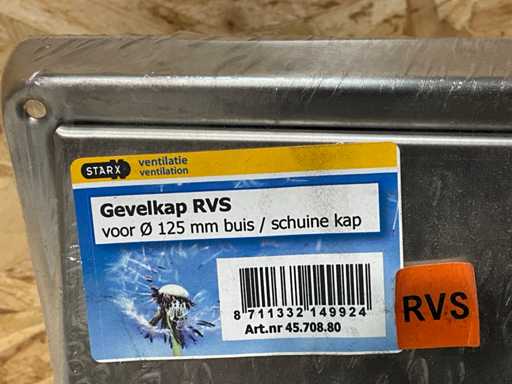 STARX
ventilatie
ventilation
Gevelkap RVS
voor Ø 125 mm buis / schuine kap
8 711332 149924
Art.nr 45.708.80
RVS